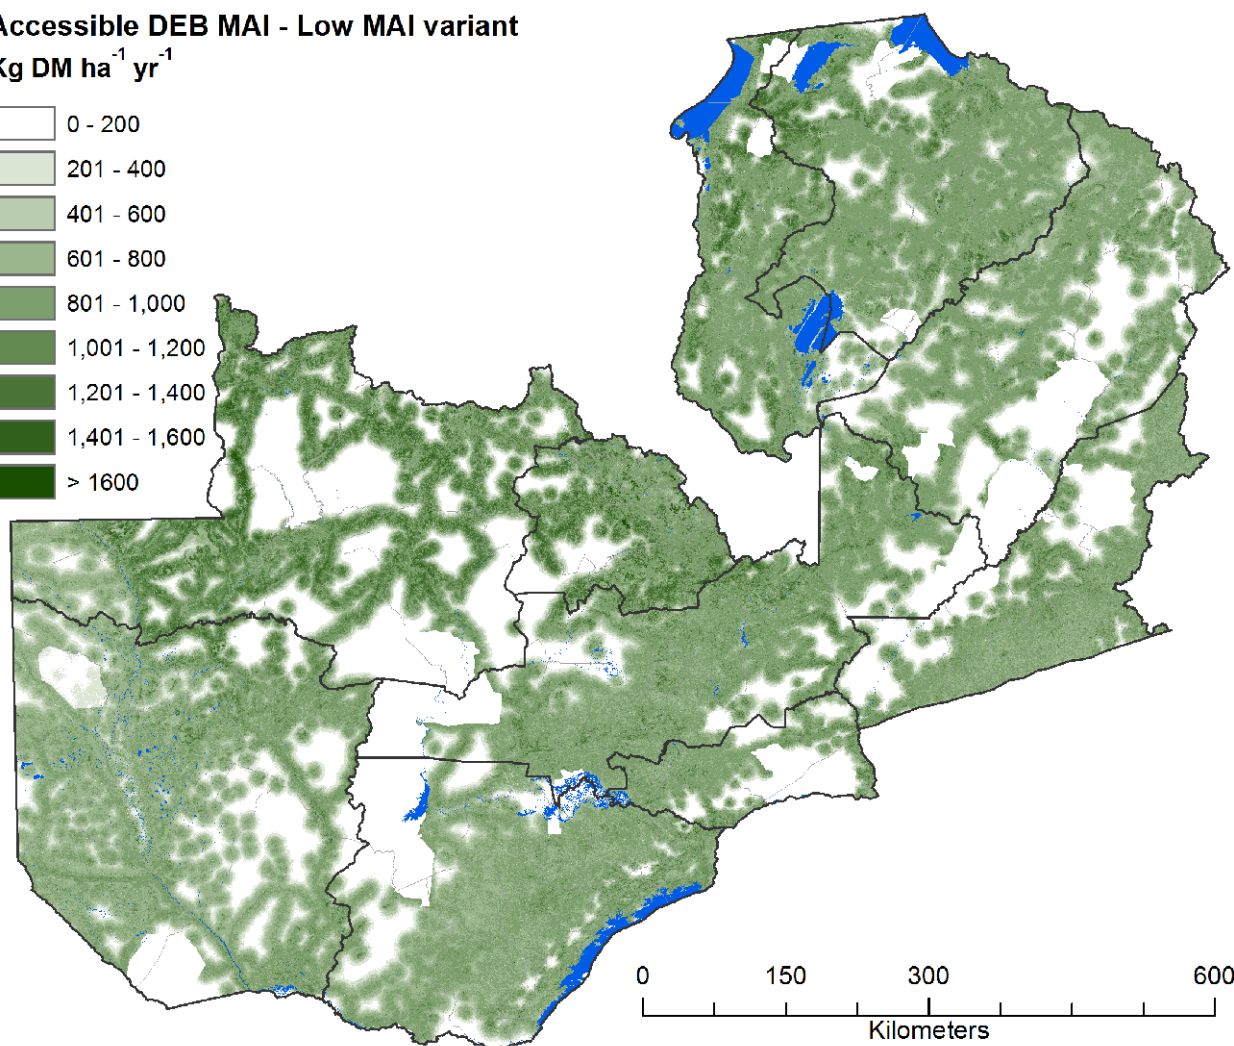 Accessible DEB MAI - Low MAI variant
Kg DM ha⁻¹ yr⁻¹
0 - 200
201 - 400
401 - 600
601 - 800
801 - 1,000
1,001 - 1,200
1,201 - 1,400
1,401 - 1,600
> 1600
0 150 300 600
Kilometers